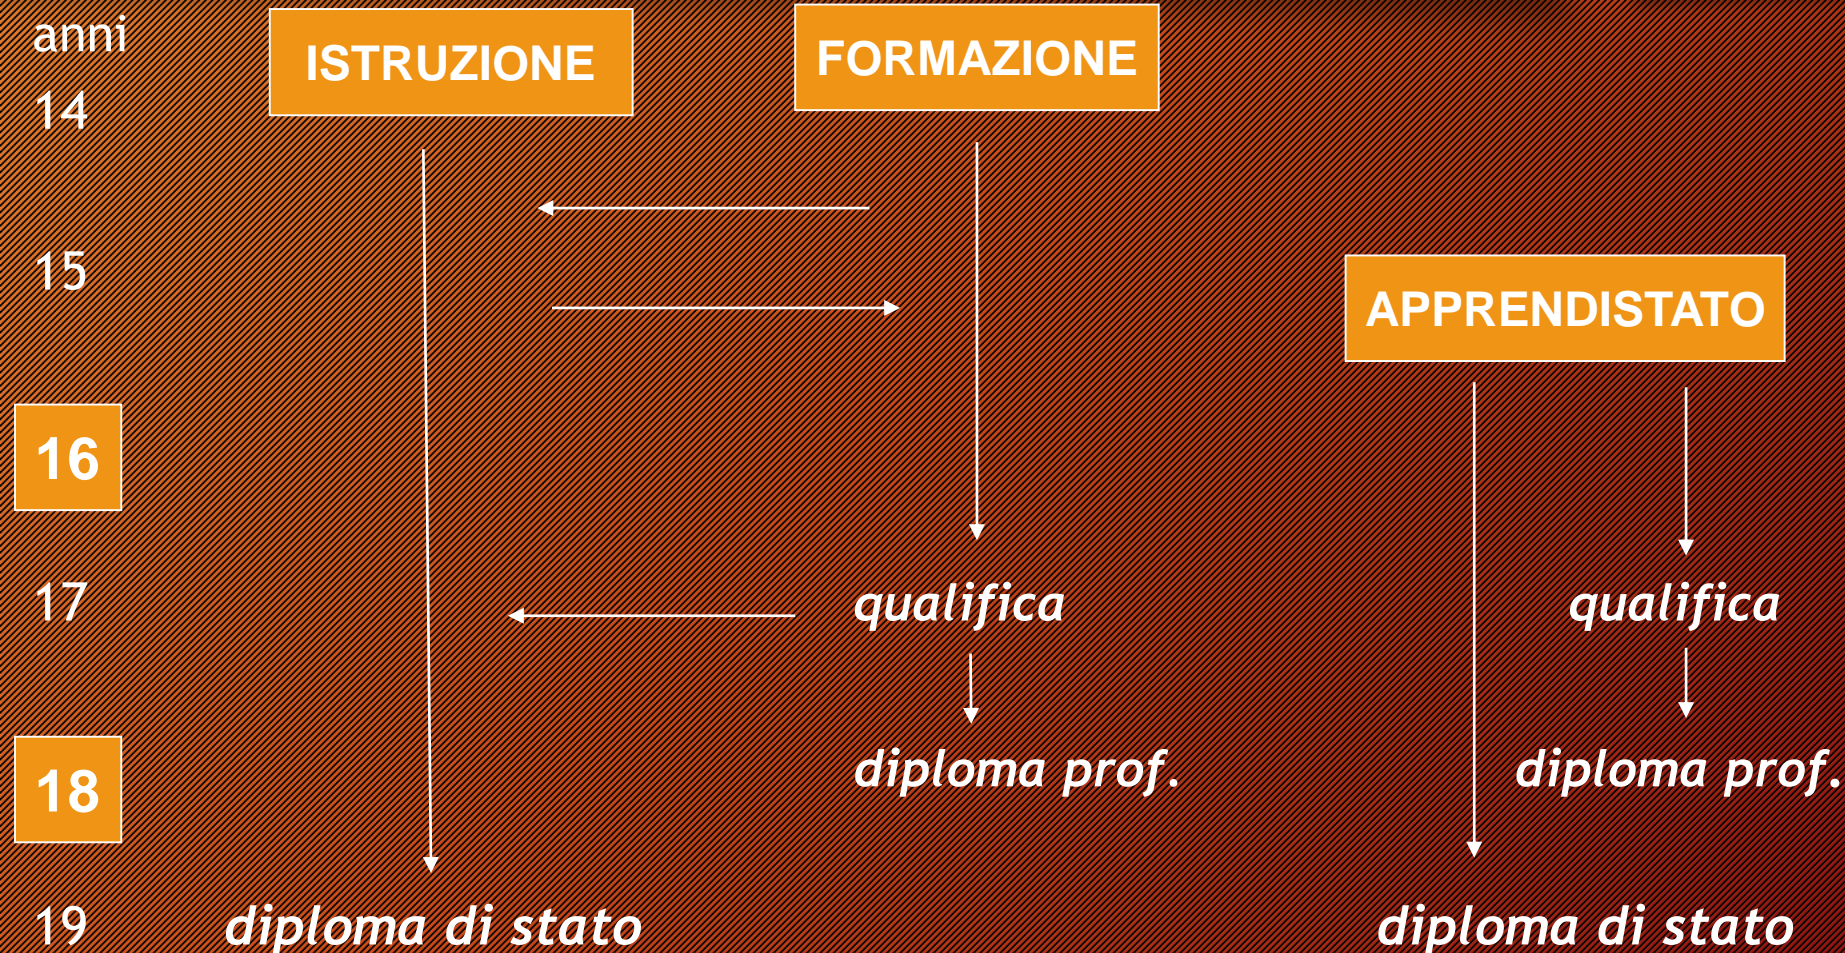 anni
ISTRUZIONE
FORMAZIONE
14
15
APPRENDISTATO
16
17
qualifica
qualifica
18
diploma prof.
diploma prof.
19
diploma di stato
diploma di stato